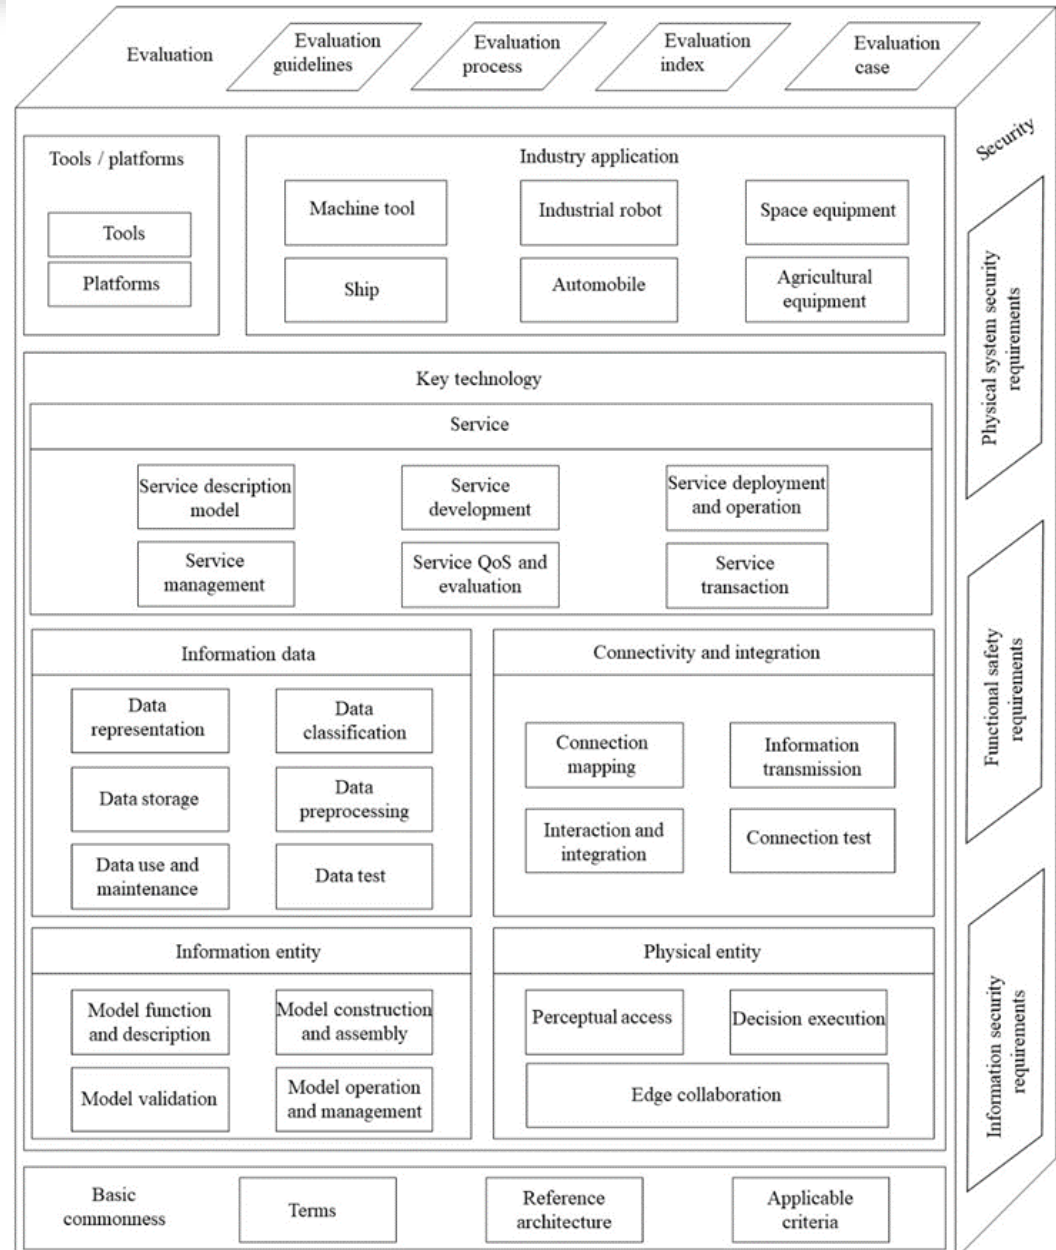 Evaluation
Evaluation
guidelines
Evaluation
process
Evaluation
index
Evaluation
case
Security
Tools / platforms
Tools
Platforms
Industry application
Machine tool
Industrial robot
Space equipment
Ship
Automobile
Agricultural
equipment
Physical system security
requirements
Key technology
Service
Service description
model
Service
development
Service deployment
and operation
Service
management
Service QoS and
evaluation
Service
transaction
Functional safety
requirements
Information data
Data
representation
Data
classification
Data storage
Data
preprocessing
Data use and
maintenance
Data test
Connectivity and integration
Connection
mapping
Information
transmission
Interaction and
integration
Connection test
Information entity
Model function
and description
Model construction
and assembly
Model validation
Model operation
and management
Physical entity
Perceptual access
Decision execution
Edge collaboration
Information security
requirements
Basic
commonness
Terms
Reference
architecture
Applicable
criteria